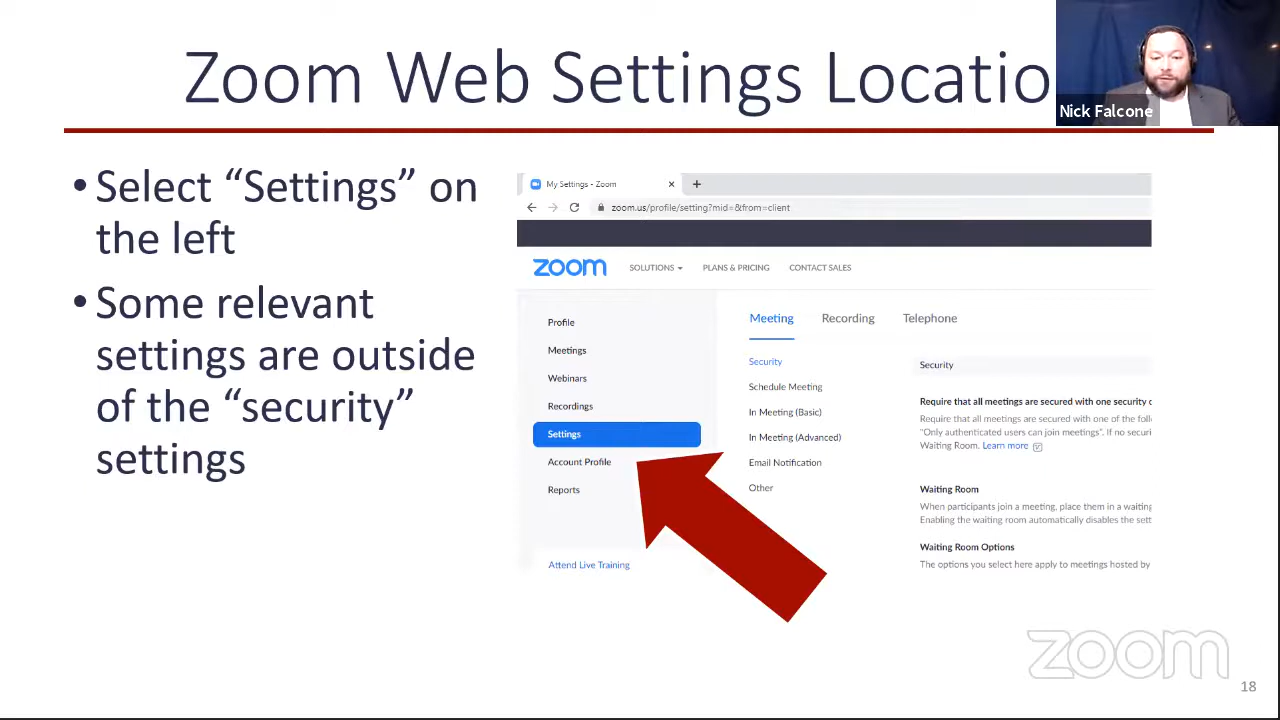 Zoom Web Settings Locatio
Nick Falcone
• Select “Settings” on
the left
• Some relevant
settings are outside
of the “security”
settings
My Settings - Zoom
zoom.us/profile/setting?mid=&from=client
zoom
SOLUTIONS
PLANS & PRICING
CONTACT SALES
Profile
Meetings
Webinars
Recordings
Settings
Account Profile
Reports
Attend Live Training
Meeting
Recording
Telephone
Security
Schedule Meeting
In Meeting (Basic)
In Meeting (Advanced)
Email Notification
Other
Security
Require that all meetings are secured with one security
Require that all meetings are secured with one of the
"Only authenticated users can join meetings". If no
Waiting Room. Learn more
Waiting Room
When participants join a meeting, place them in a waiting
Enabling the waiting room automatically disables the
Waiting Room Options
The options you select here apply to meetings hosted by
zoom
18